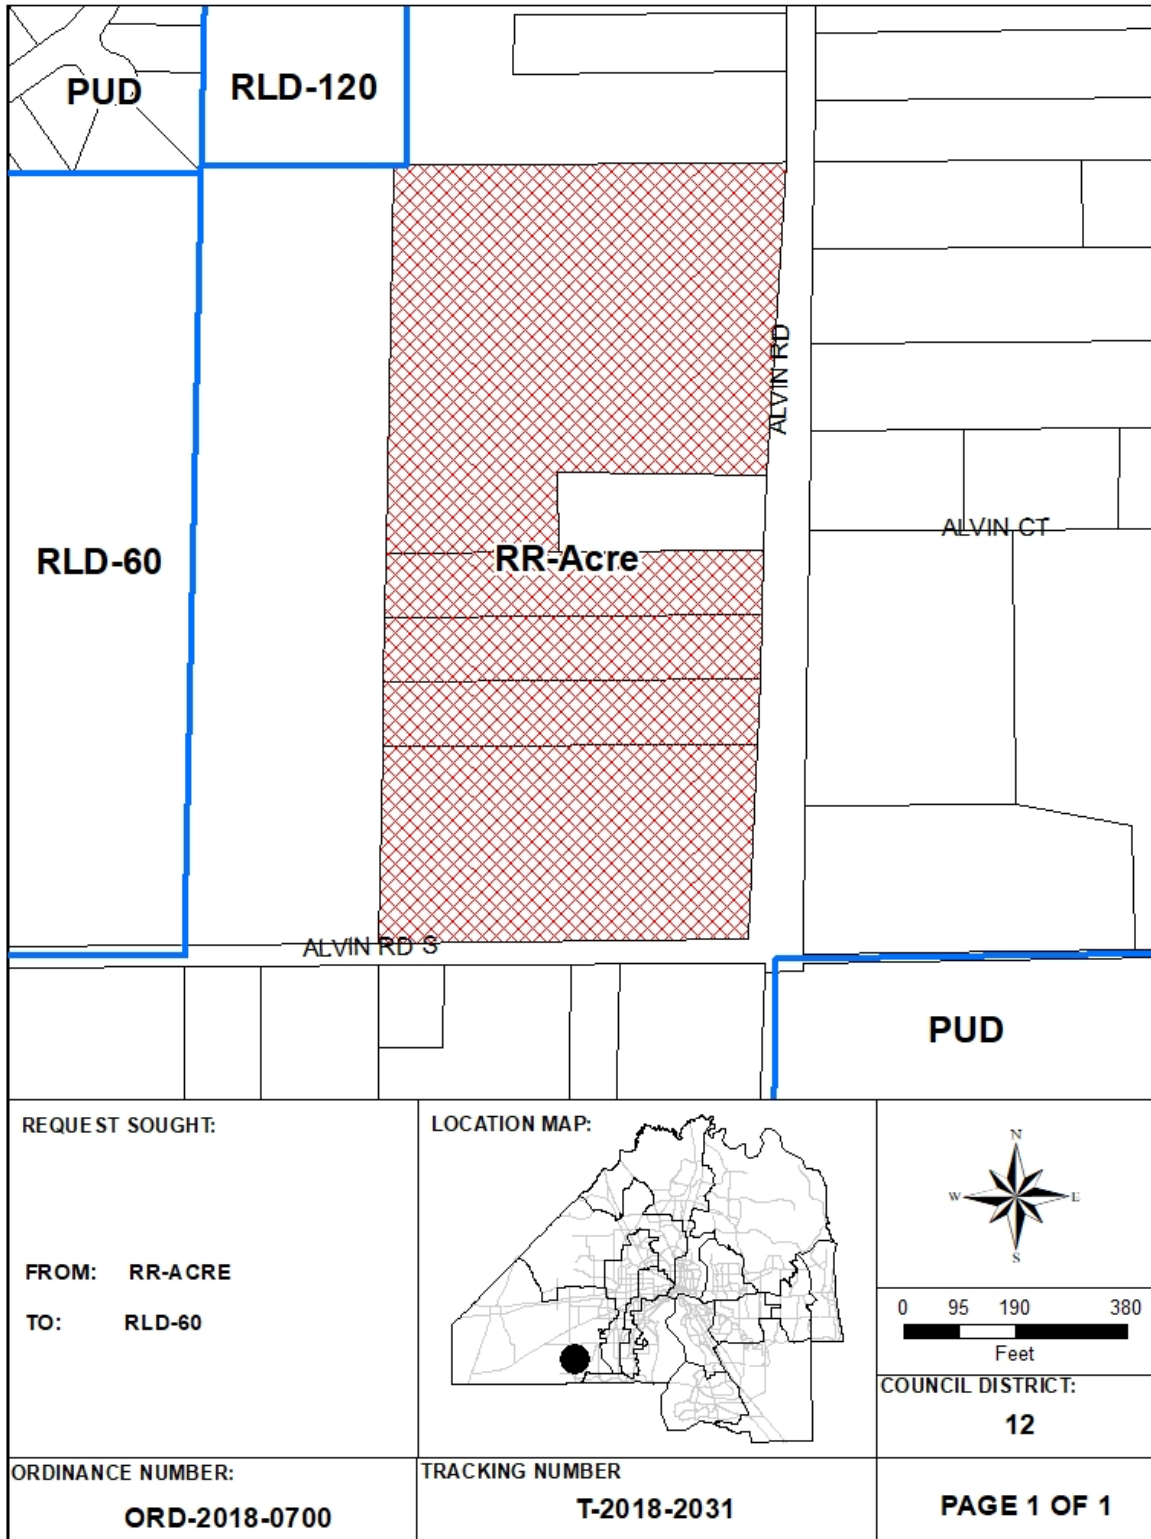 PUD
RLD-120
ALVIN RD
RLD-60
RR-Acre
ALVIN CT
ALVIN RD S
PUD
REQUEST SOUGHT:
FROM: RR-ACRE
TO: RLD-60
LOCATION MAP:
N
W E
S
0 95 190 380
Feet
COUNCIL DISTRICT:
12
ORDINANCE NUMBER:
ORD-2018-0700
TRACKING NUMBER
T-2018-2031
PAGE 1 OF 1